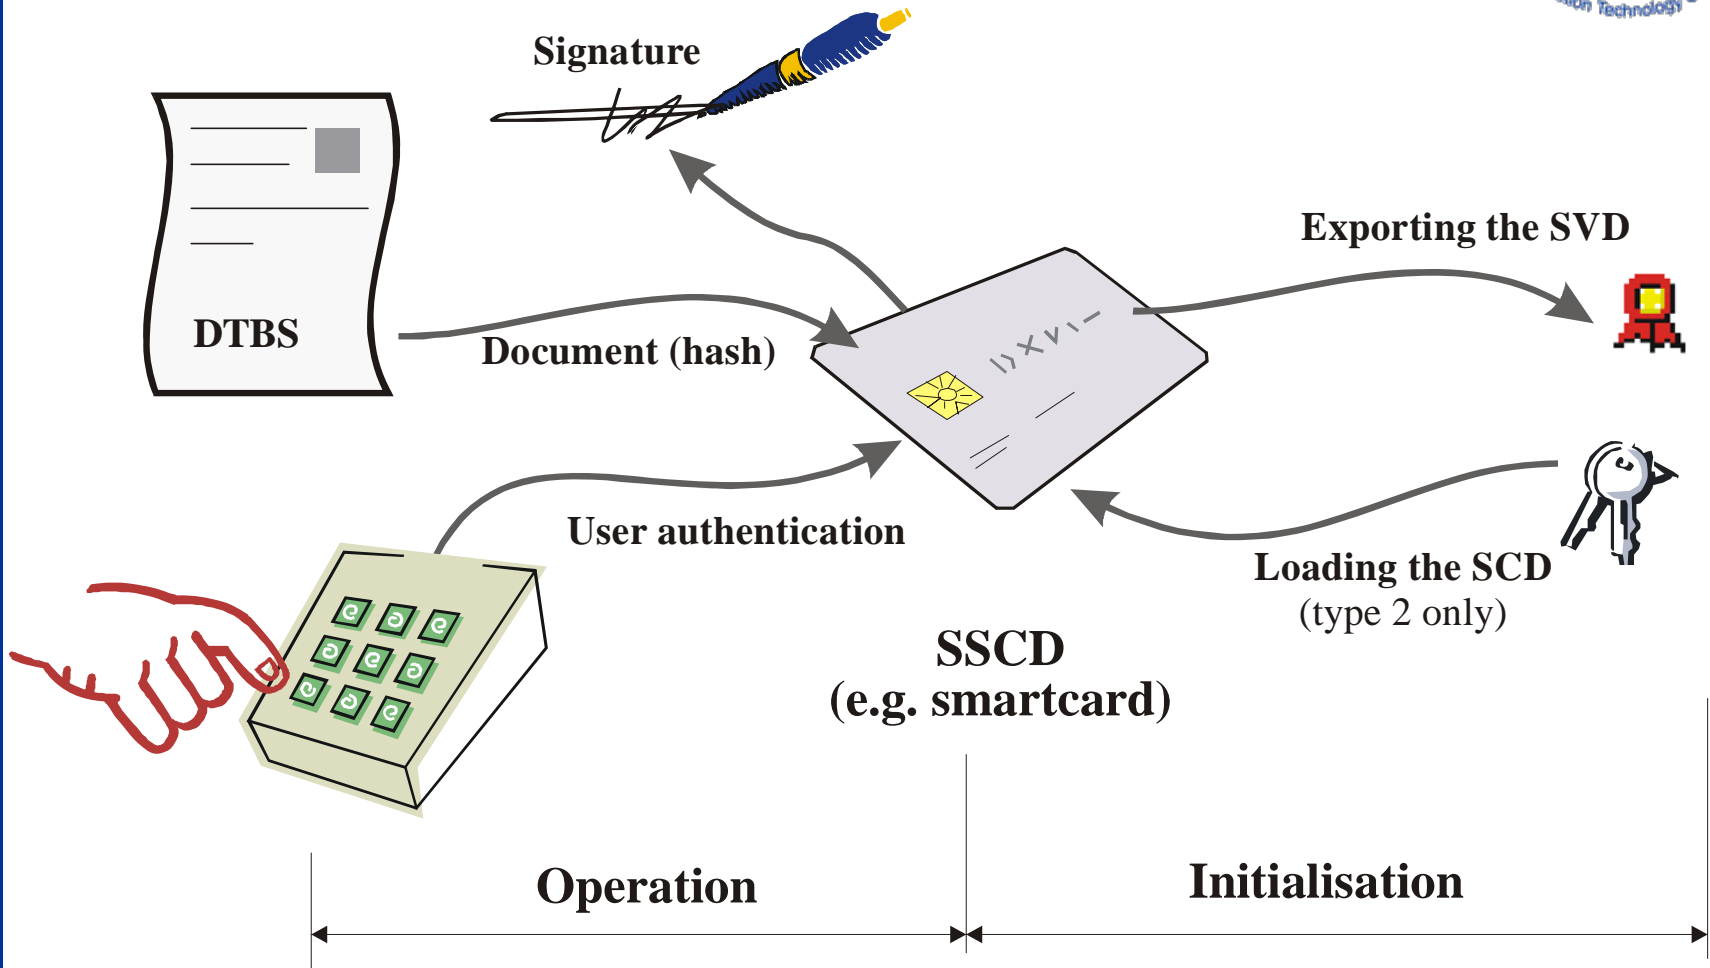 Technology
Signature
Exporting the SVD
DTBS
Document (hash)
User authentication
Loading the SCD
(type 2 only)
SSCD
(e.g. smartcard)
Operation
Initialisation